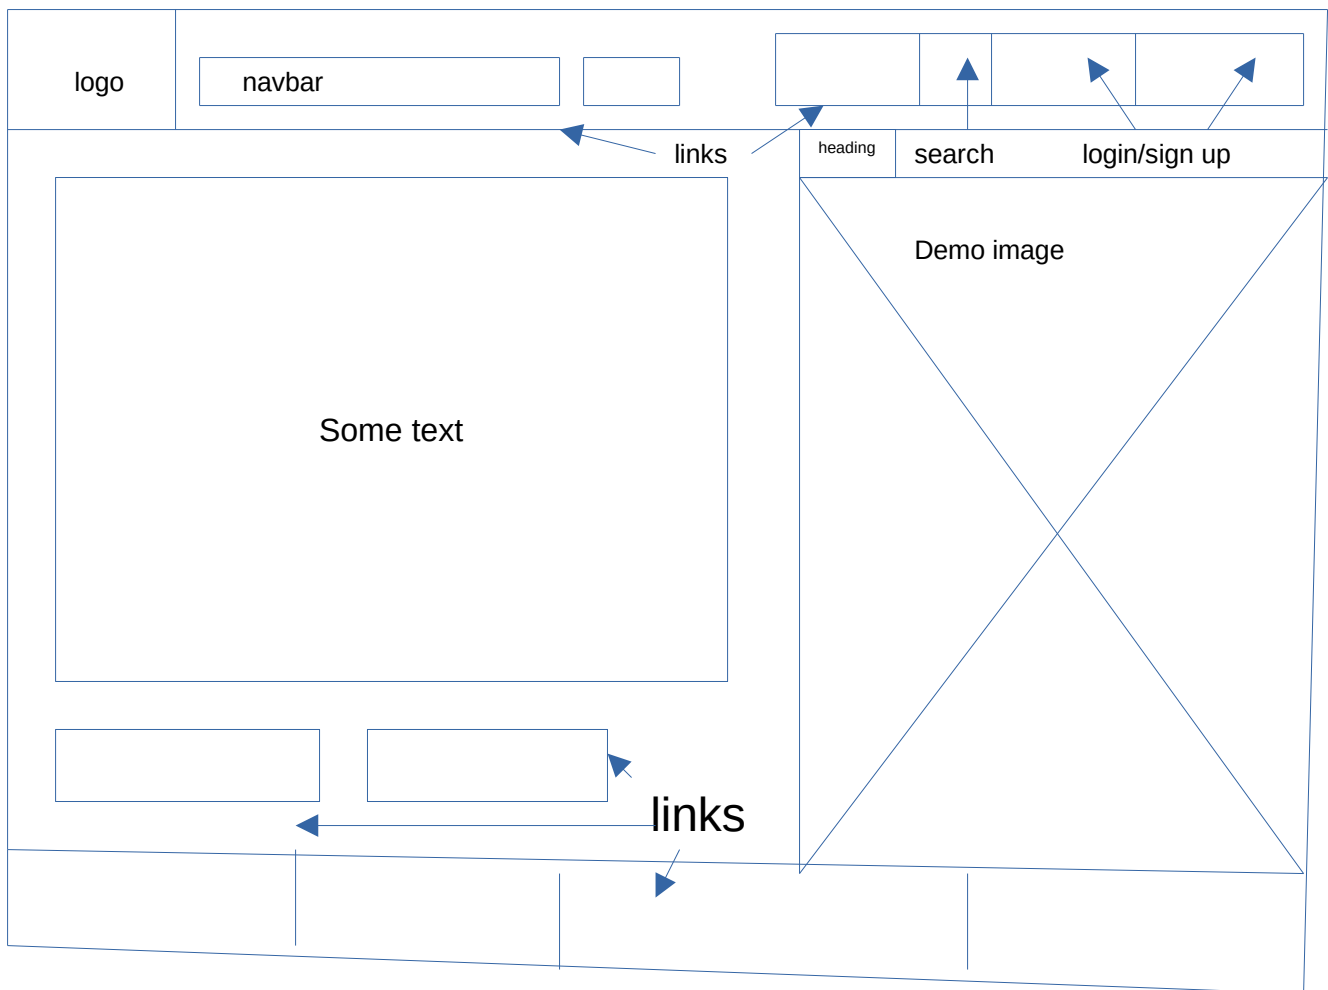 logo
navbar
links
heading
search
login/sign up
Demo image
Some text
links